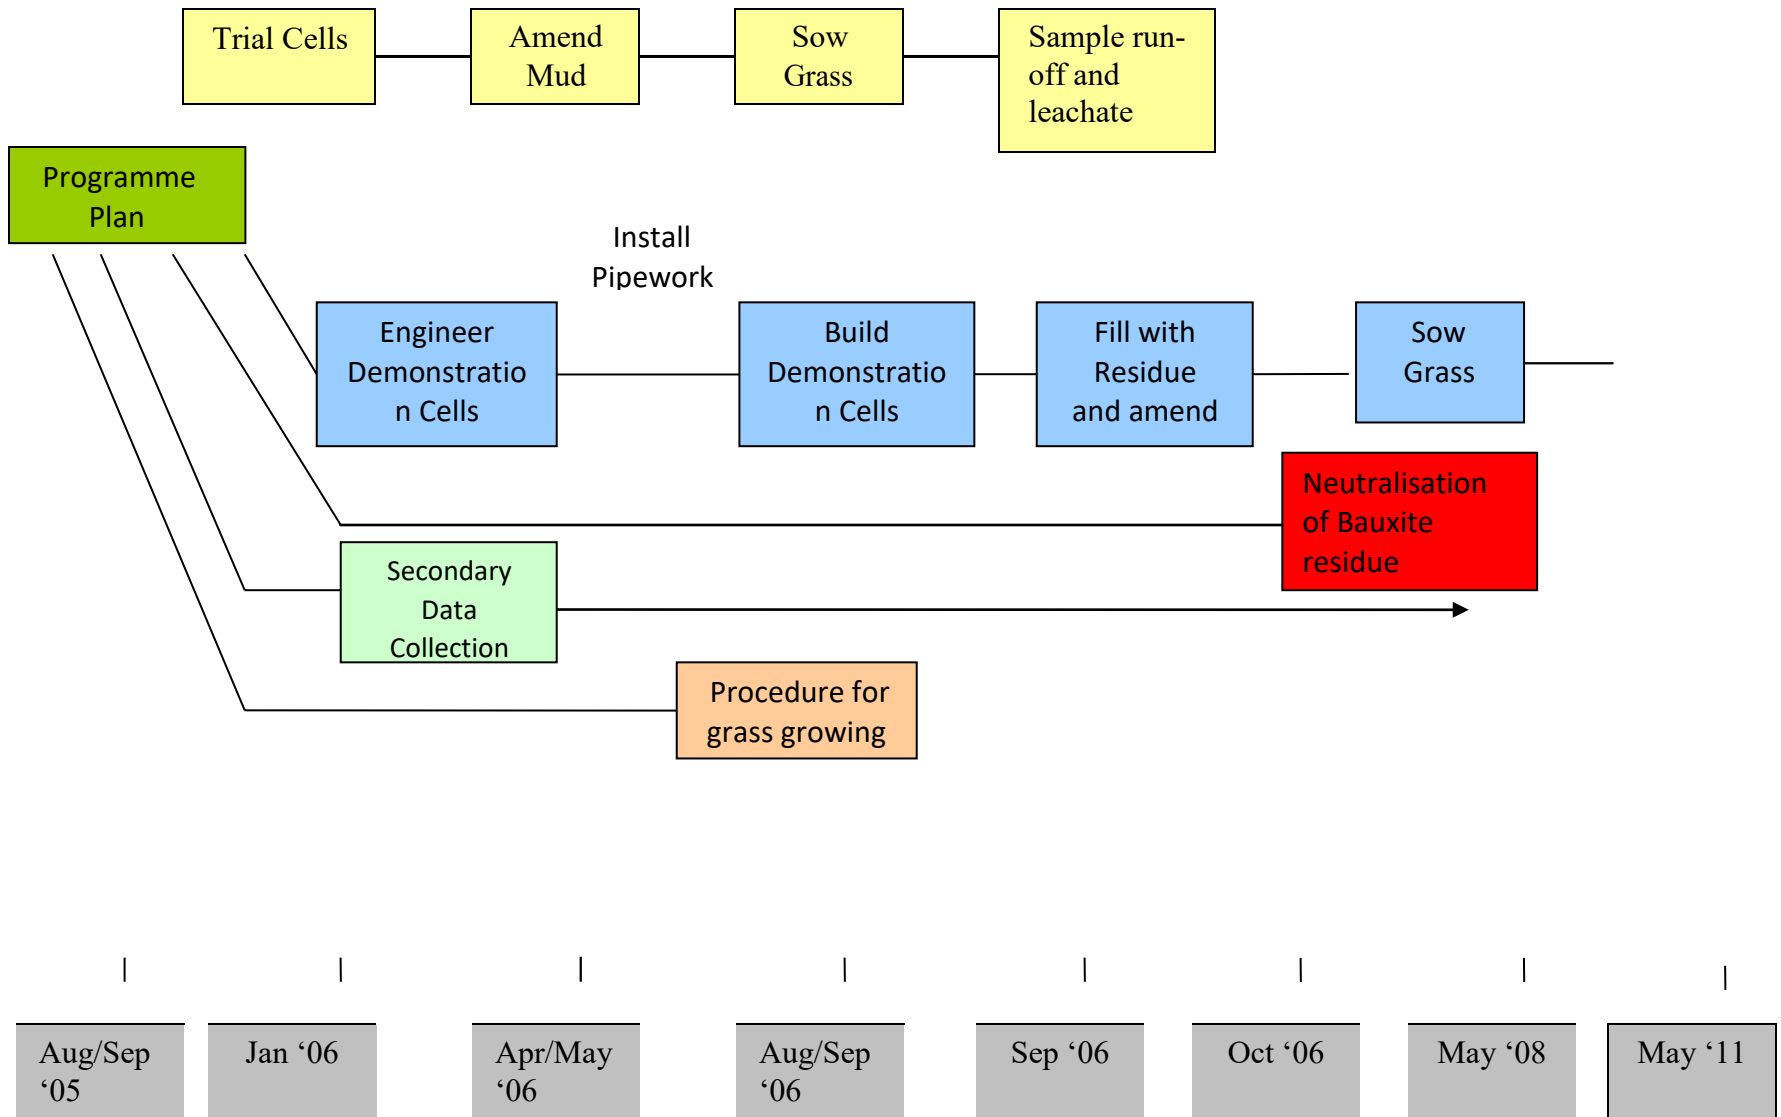 Trial Cells
Amend
Mud
Sow
Grass
Sample run-
off and
leachate
Programme
Plan
Install
Pipework
Engineer
Demonstratio
n Cells
Build
Demonstratio
n Cells
Fill with
Residue
and amend
Sow
Grass
Neutralisation
of Bauxite
residue
Secondary
Data
Collection
Procedure for
grass growing
Aug/Sep
‘05
Jan ‘06
Apr/May
‘06
Aug/Sep
‘06
Sep ‘06
Oct ‘06
May ‘08
May ‘11